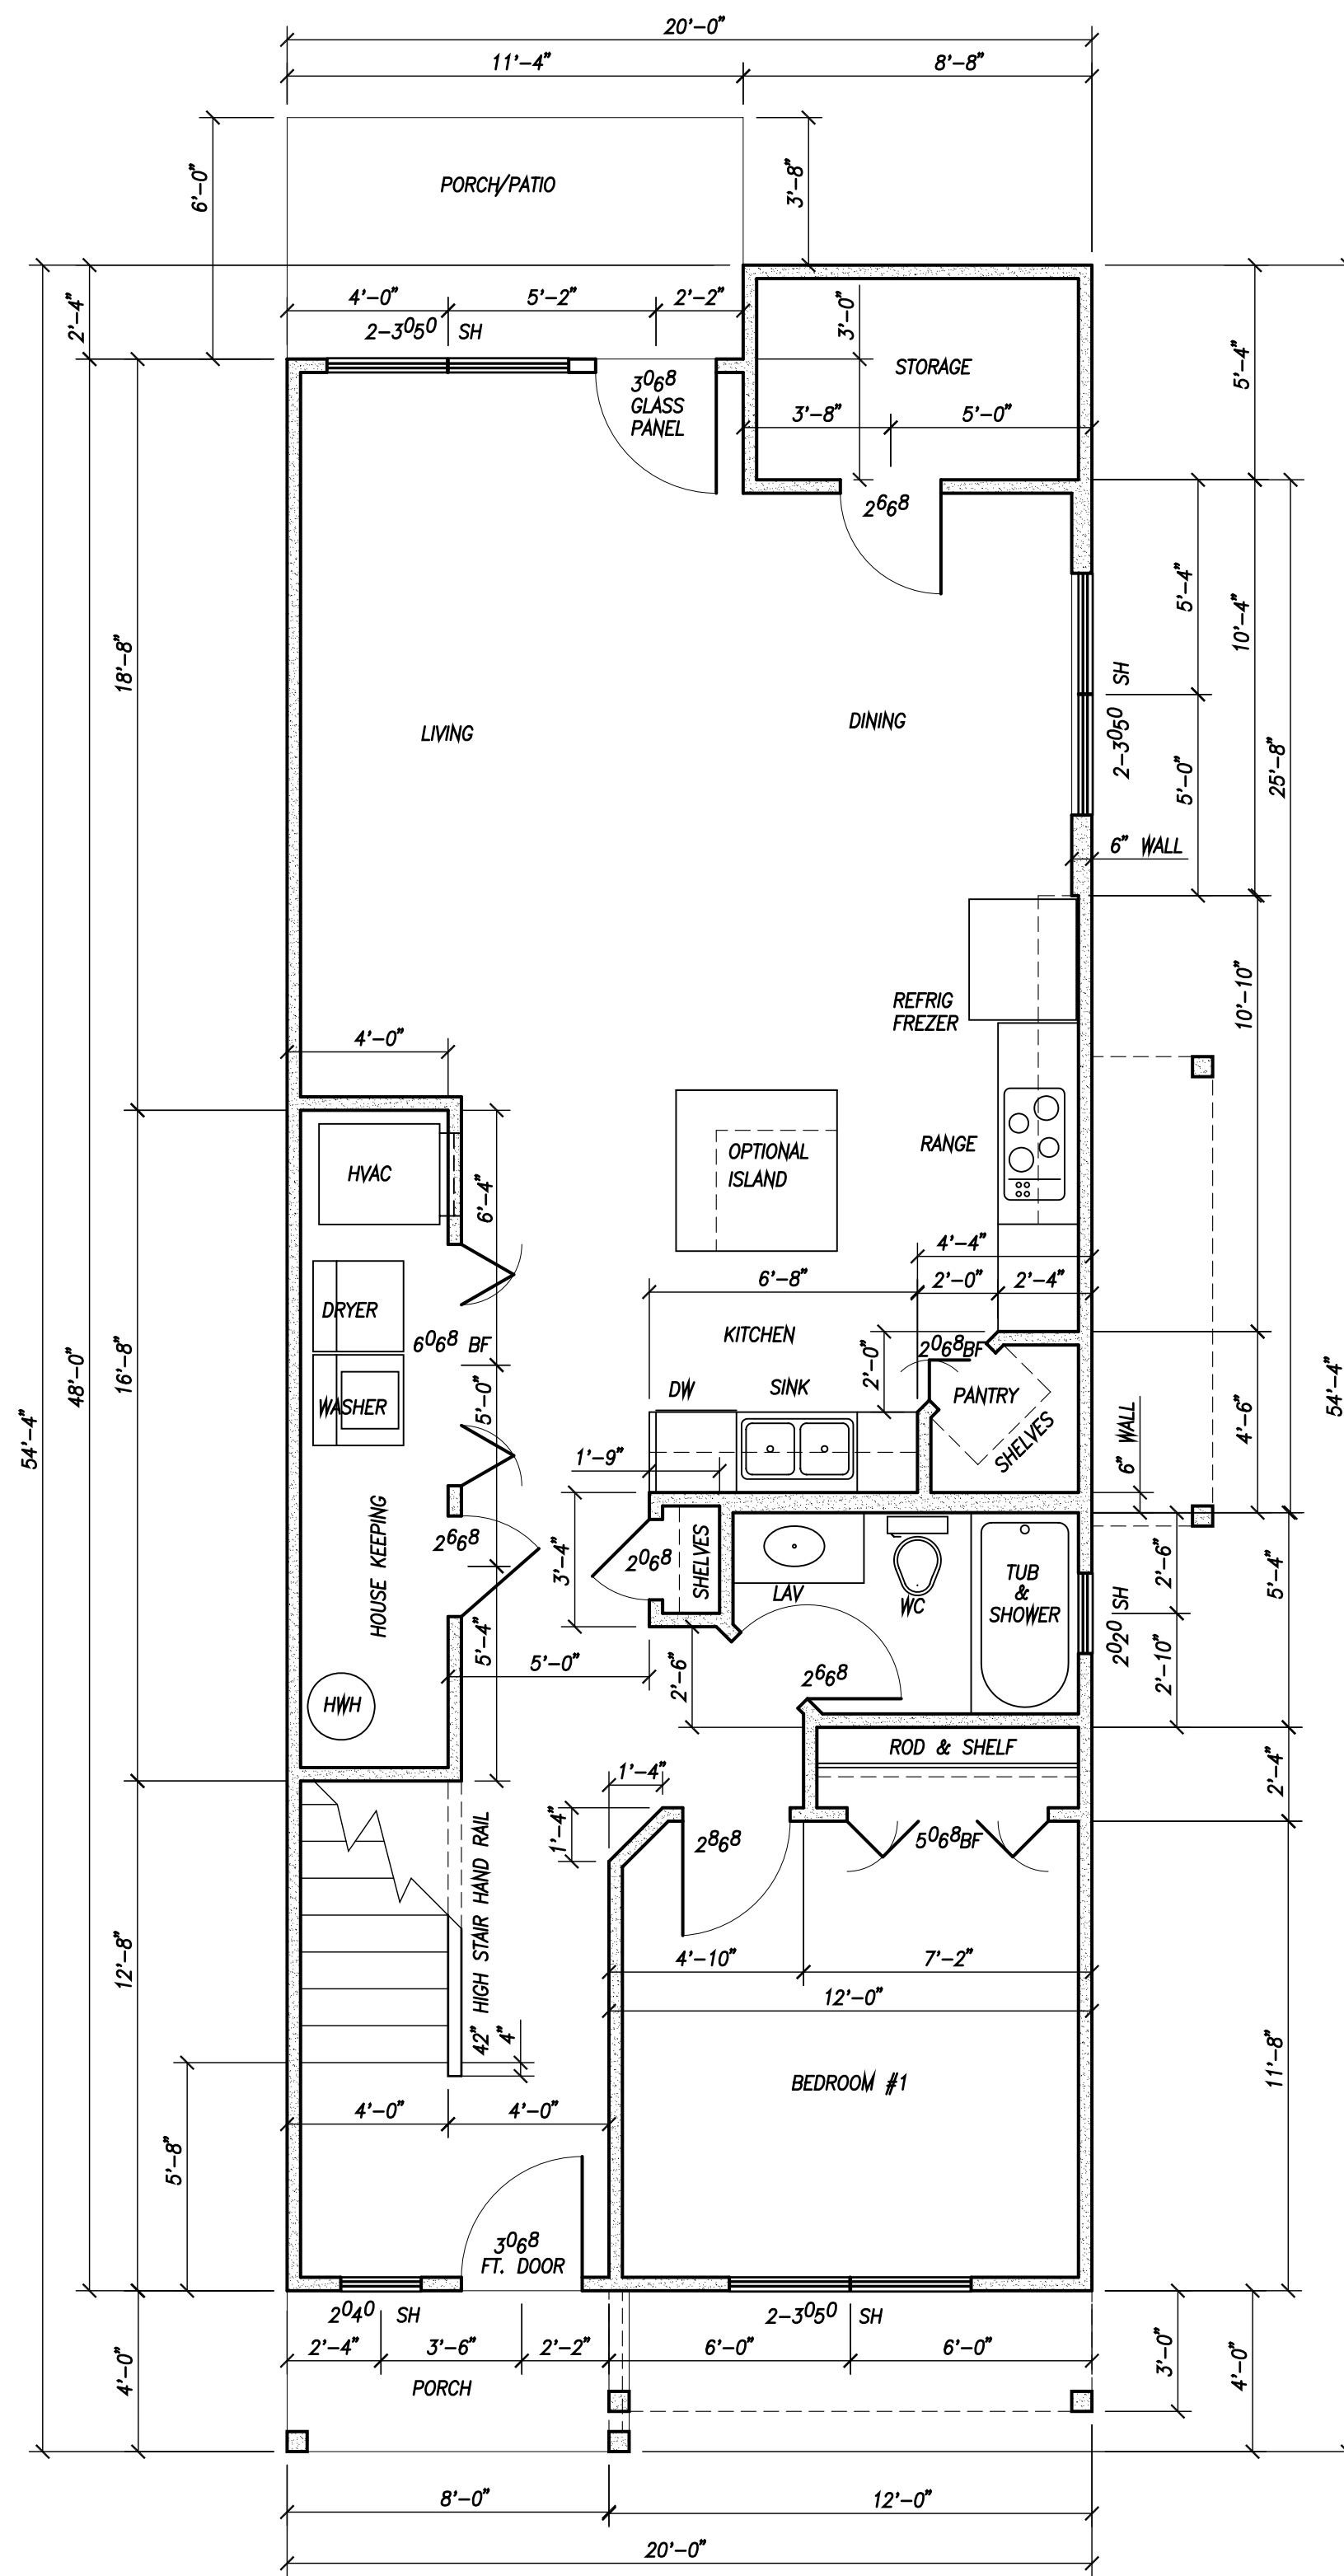 20'-0"
11'-4" 8'-8"
6'-0"
PORCH/PATIO
3'-8"
2'-4"
4'-0" 5'-2" 2'-2"
2-3050 SH
3'-0"
STORAGE
5'-4"
3068
GLASS
PANEL
3'-8" 5'-0"
2668
18'-8"
LIVING
DINING
5'-4"
10'-4"
SH
2-3050
5'-0"
25'-8"
6" WALL
REFRIG
FREZER
10'-10"
4'-0"
HVAC
6'-4"
OPTIONAL
ISLAND
RANGE
4'-4"
6'-8" 2'-0" 2'-4"
DRYER
6068 BF
KITCHEN
2'-0"
2068BF
16'-8"
48'-0"
54'-4"
54'-4"
WASHER
5'-0"
DW
SINK
PANTRY
SHELVES
6" WALL
4'-6"
1'-9"
HOUSE KEEPING
2668
3'-4"
2068
SHELVES
LAV
WC
TUB
&
SHOWER
2'-6"
5'-4"
2020 SH
2'-10"
5'-4"
5'-0"
2'-6"
2668
HWH
ROD & SHELF
2'-4"
1'-4"
1'-4"
2868
5068BF
42" HIGH STAIR HAND RAIL
12'-8"
4'-10" 7'-2"
12'-0"
4"
BEDROOM #1
11'-8"
4'-0" 4'-0"
5'-8"
3068
FT. DOOR
2040 SH
2-3050 SH
2'-4" 3'-6" 2'-2" 6'-0" 6'-0"
PORCH
4'-0"
3'-0"
4'-0"
8'-0" 12'-0"
20'-0"